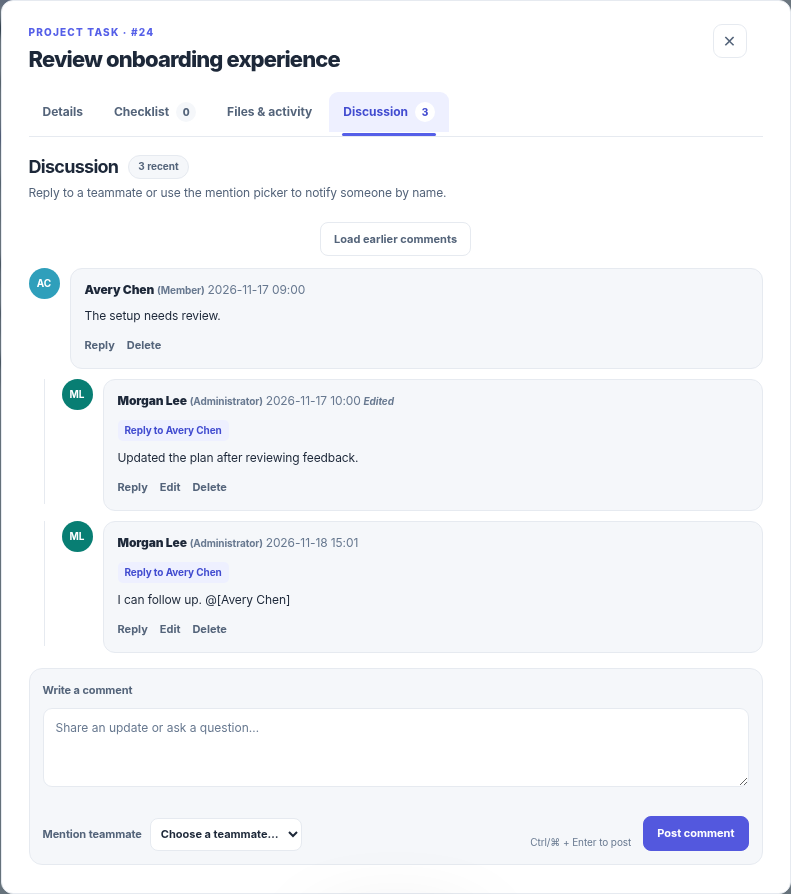 PROJECT TASK · #24
Review onboarding experience
✕
Details
Checklist 0
Files & activity
Discussion 3
Discussion 3 recent
Reply to a teammate or use the mention picker to notify someone by name.
Load earlier comments
AC
Avery Chen (Member) 2026-11-17 09:00
The setup needs review.
Reply Delete
ML
Morgan Lee (Administrator) 2026-11-17 10:00 Edited
Reply to Avery Chen
Updated the plan after reviewing feedback.
Reply Edit Delete
ML
Morgan Lee (Administrator) 2026-11-18 15:01
Reply to Avery Chen
I can follow up. @[Avery Chen]
Reply Edit Delete
Write a comment
Share an update or ask a question...
Mention teammate Choose a teammate... Ctrl/⌘ + Enter to post Post comment